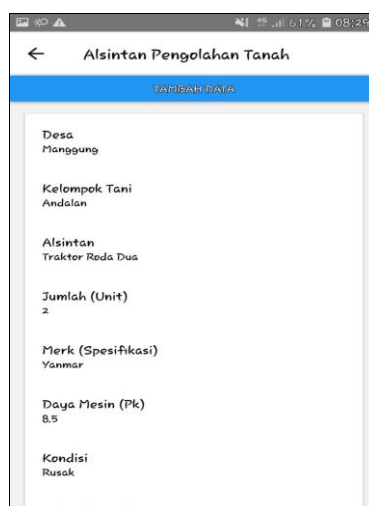 61% 08:29
Alsintan Pengolahan Tanah
TAMBAH DATA
Desa
Manggung
Kelompok Tani
Andalan
Alsintan
Traktor Roda Dua
Jumlah (Unit)
2
Merk (Spesifikasi)
Yanmar
Daya Mesin (Pk)
8.5
Kondisi
Rusak